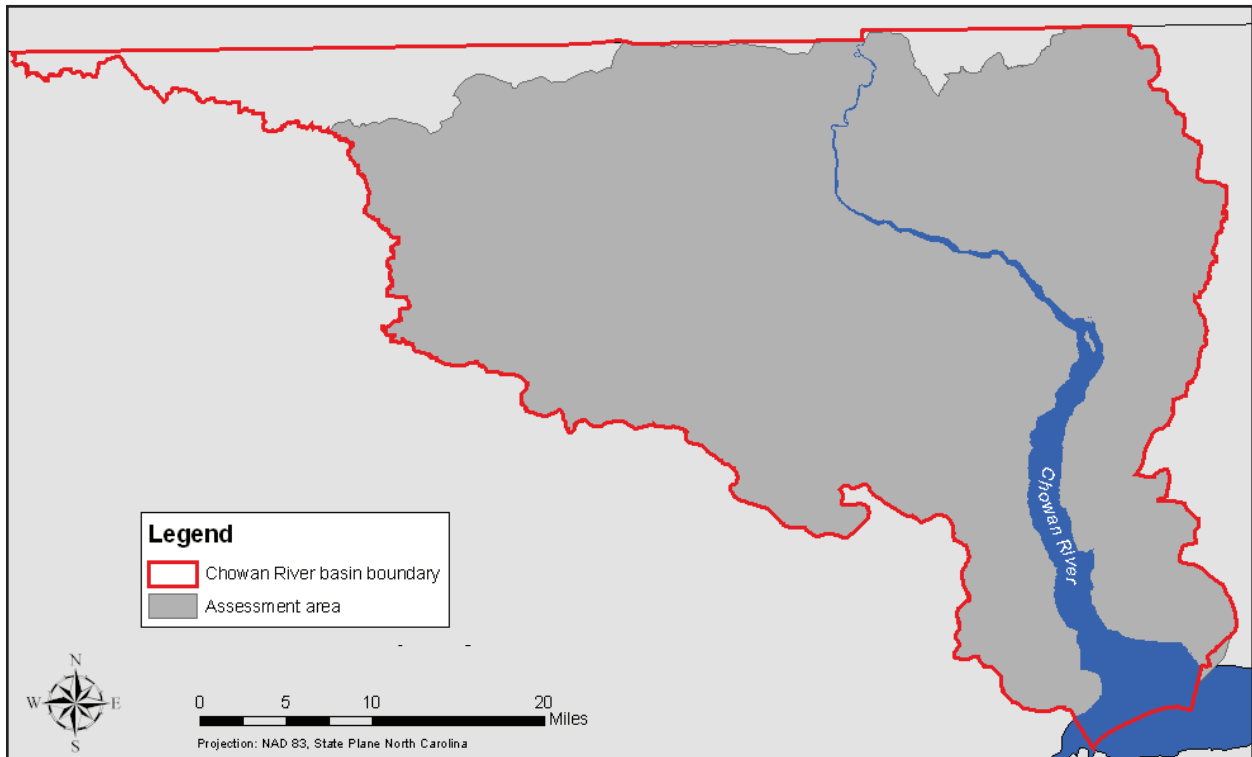 Chowan River
Legend
Chowan River basin boundary
Assessment area
N
W E
S
0 5 10 20
Miles
Projection: NAD 83, State Plane North Carolina